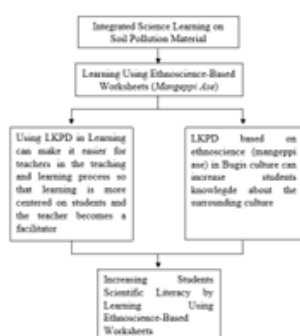 Integrated Science Learning on
Soil Pollution Material
Learning Using Ethnoscience-Based
Worksheets (Mangeppi Ase)
Using LKPD in Learning
can make it easier for
teachers in the teaching
and learning process so
that learning is more
centered on students and
the teacher becomes a
facilitator
LKPD based on
ethnoscience (mangeppi
ase) in Bugis culture can
increase students
knowlegde about the
surrounding culture
Increasing Students
Scientific Literacy by
Learning Using
Ethnoscience-Based
Worksheets